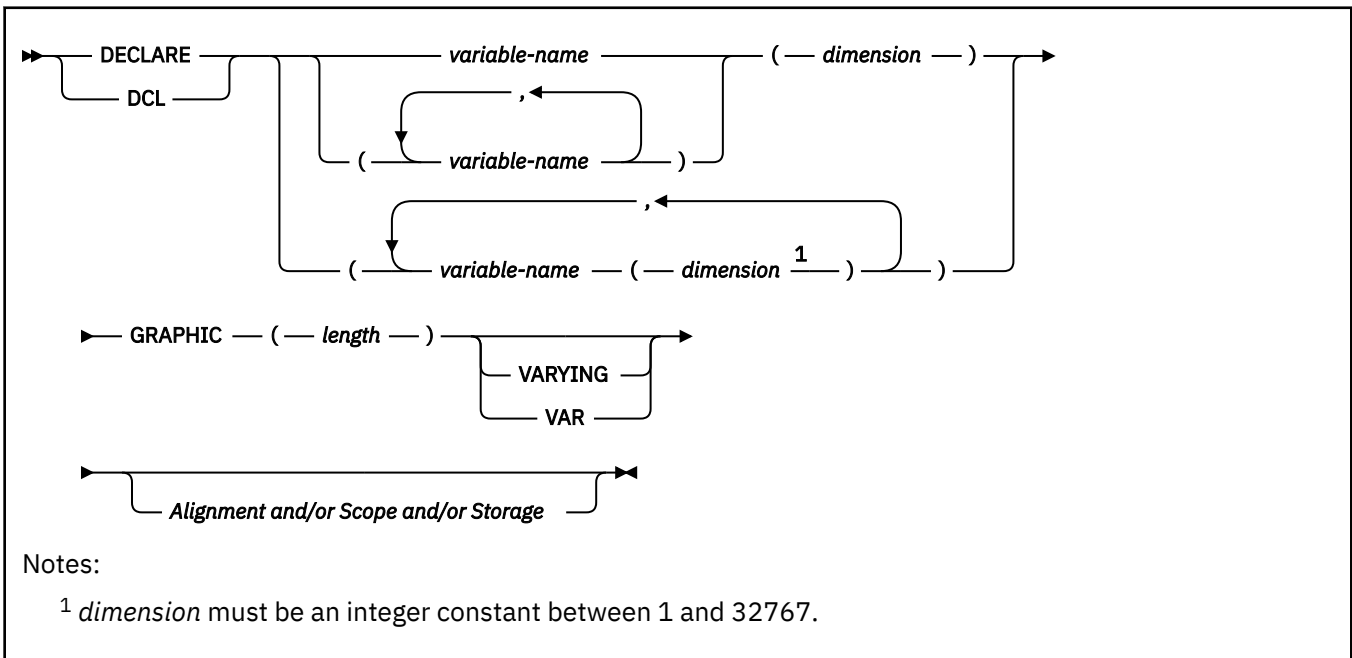 DECLARE variable-name ( dimension )
DCL ,
( variable-name )
,
( variable-name ( dimension 1 ) )
GRAPHIC ( length )
VARYING
VAR
Alignment and/or Scope and/or Storage
Notes:
1 dimension must be an integer constant between 1 and 32767.